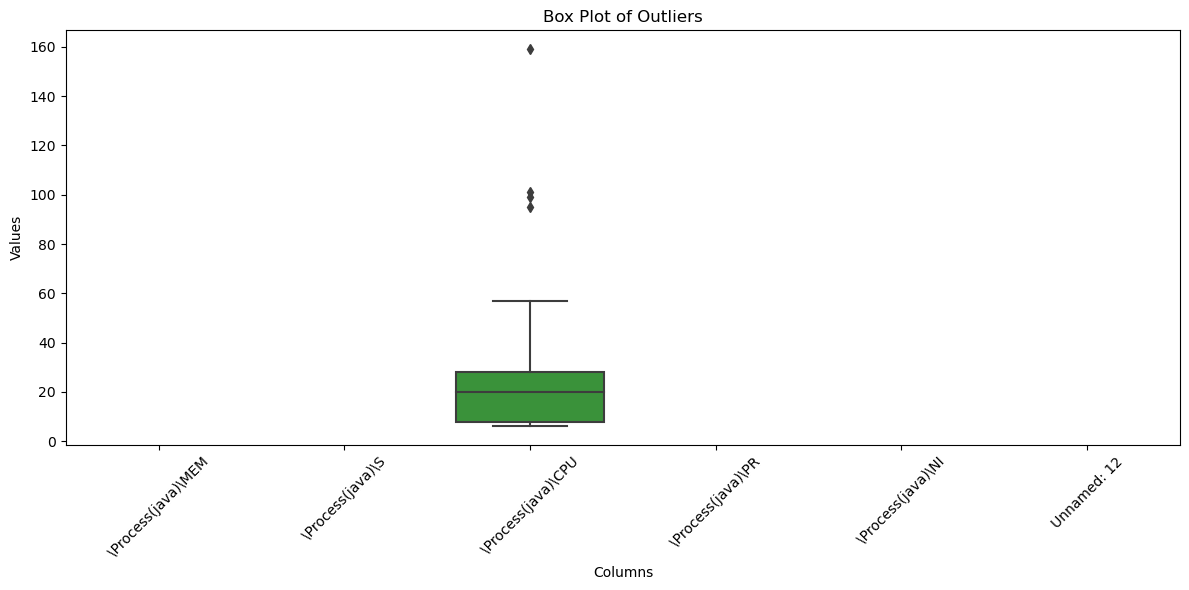 Box Plot of Outliers
Values
160
140
120
100
80
60
40
20
0
\Process(java)\MEM
\Process(java)\S
\Process(java)\CPU
\Process(java)\PR
\Process(java)\NI
Unnamed: 12
Columns